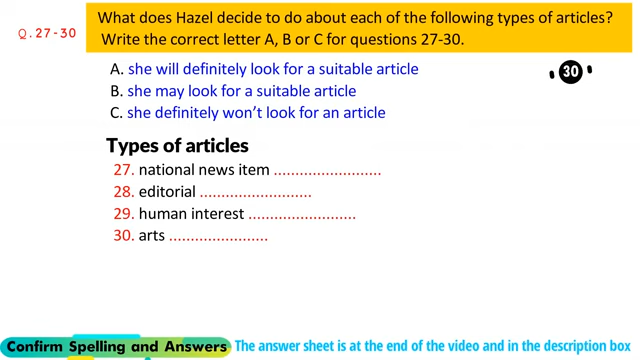 Q. 27-30
What does Hazel decide to do about each of the following types of articles?
Write the correct letter A, B or C for questions 27-30.
A. she will definitely look for a suitable article
B. she may look for a suitable article
C. she definitely won't look for an article
30
Types of articles
27. national news item .........................
28. editorial ..........................
29. human interest .........................
30. arts .......................
Confirm Spelling and Answers
The answer sheet is at the end of the video and in the description box